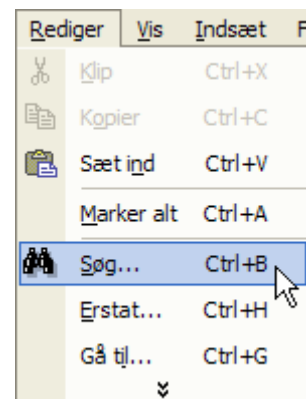 Rediger Vis Indsæt F
Klip Ctrl+X
Kopier Ctrl+C
Sæt ind Ctrl+V
Marker alt Ctrl+A
Søg... Ctrl+B
Erstat... Ctrl+H
Gå til... Ctrl+G